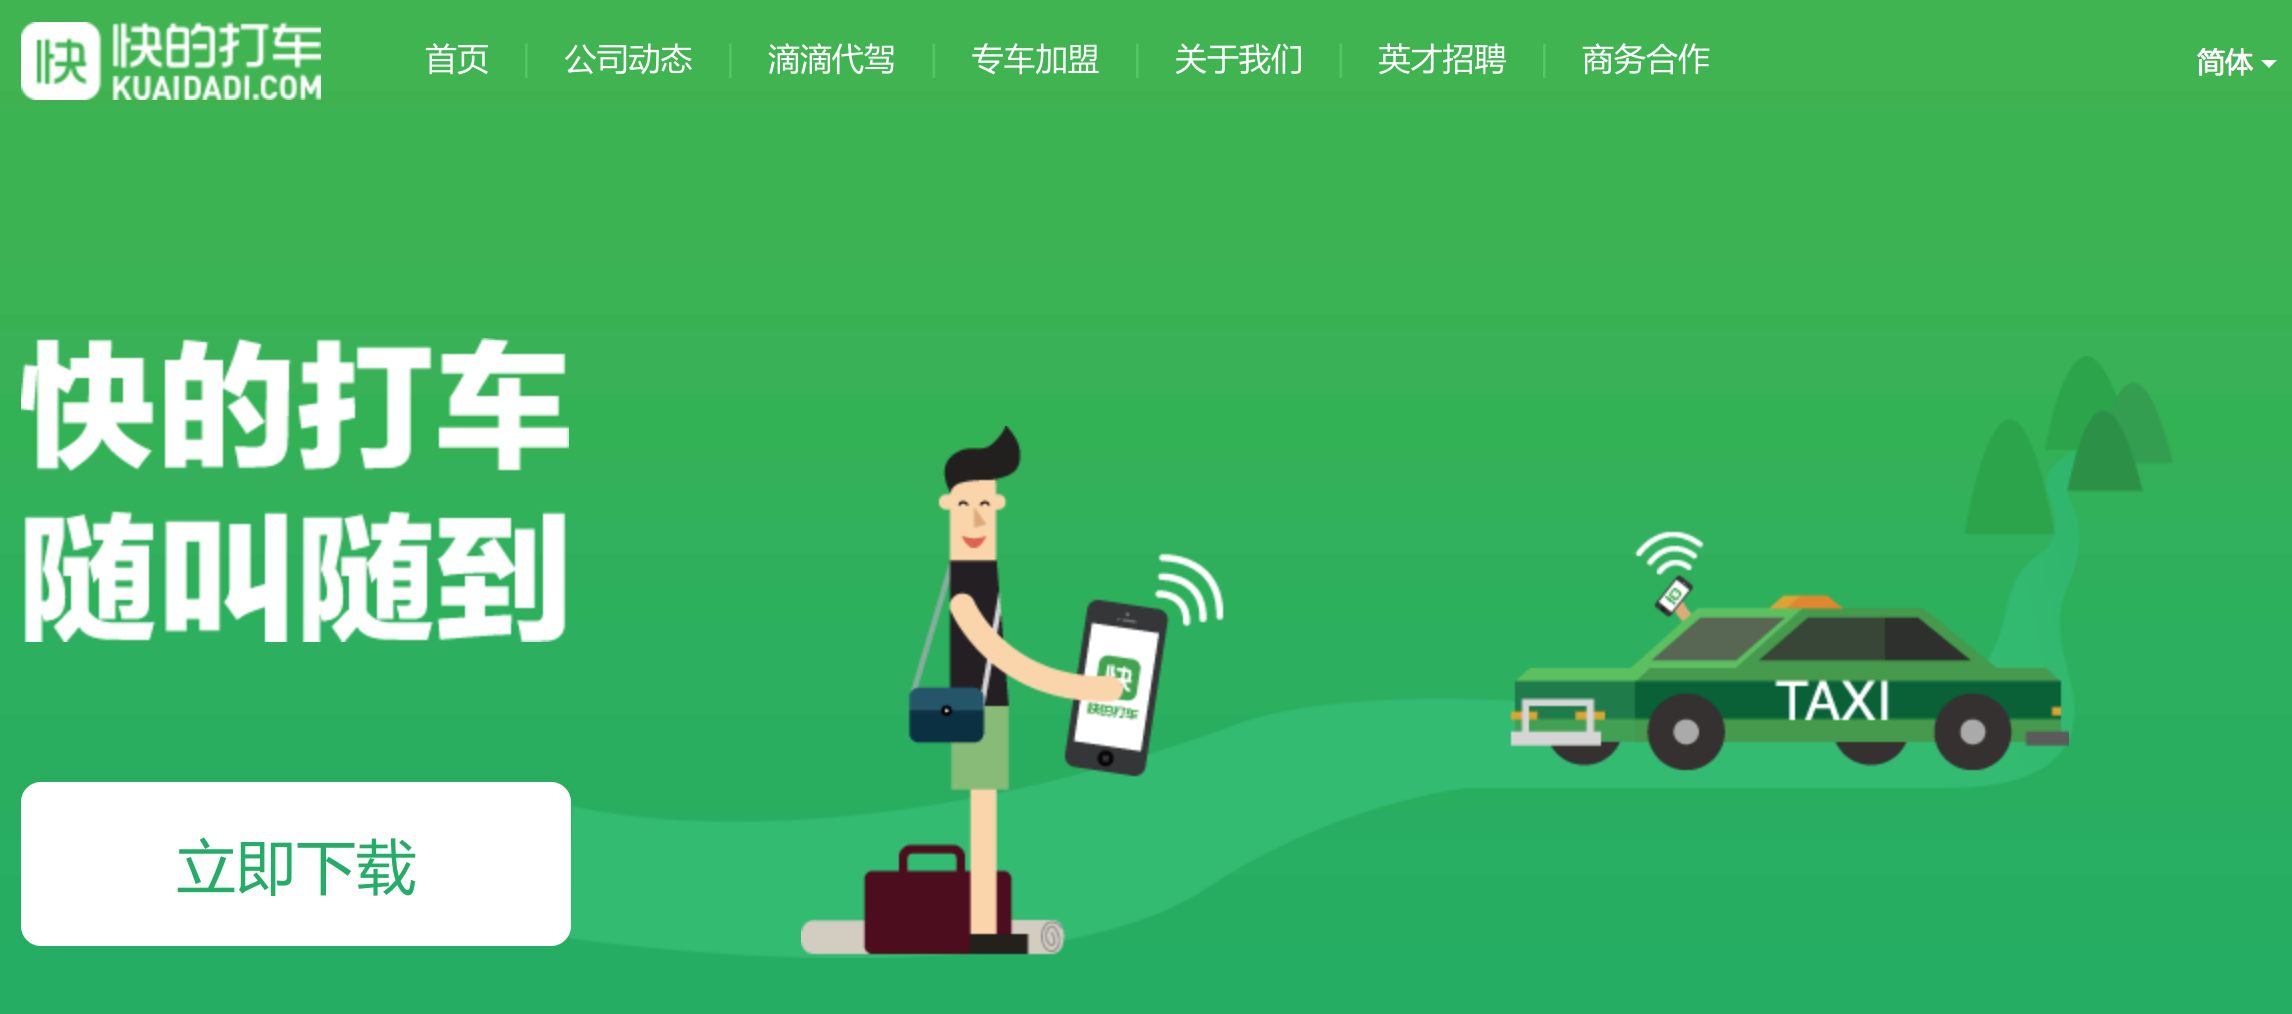 快 快的打车
KUAIDADI.COM
首页 公司动态 滴滴代驾 专车加盟 关于我们 英才招聘 商务合作 简体
快的打车
随叫随到
快
快的打车
TAXI
立即下载